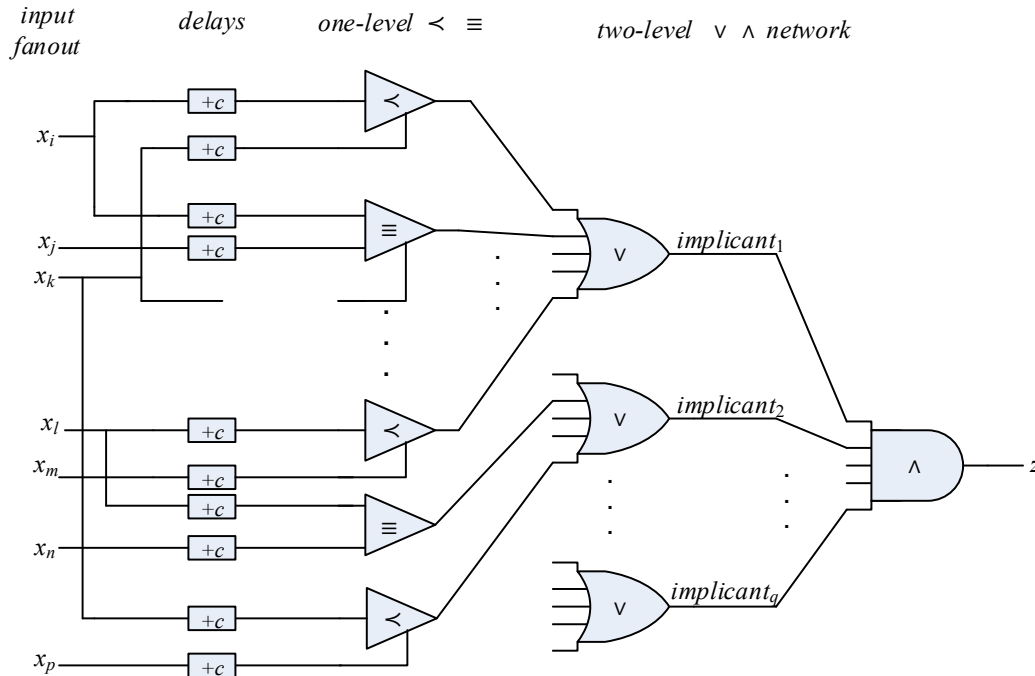 input fanout
delays
one-level ≺ ≡
two-level ∨ ∧ network
+c
≺
x_i
+c
+c
x_j
+c
≡
∨
implicant_1
x_k
x_l
+c
≺
∨
implicant_2
x_m
+c
+c
≡
∧
z
x_n
+c
+c
≺
∨
implicant_q
x_p
+c